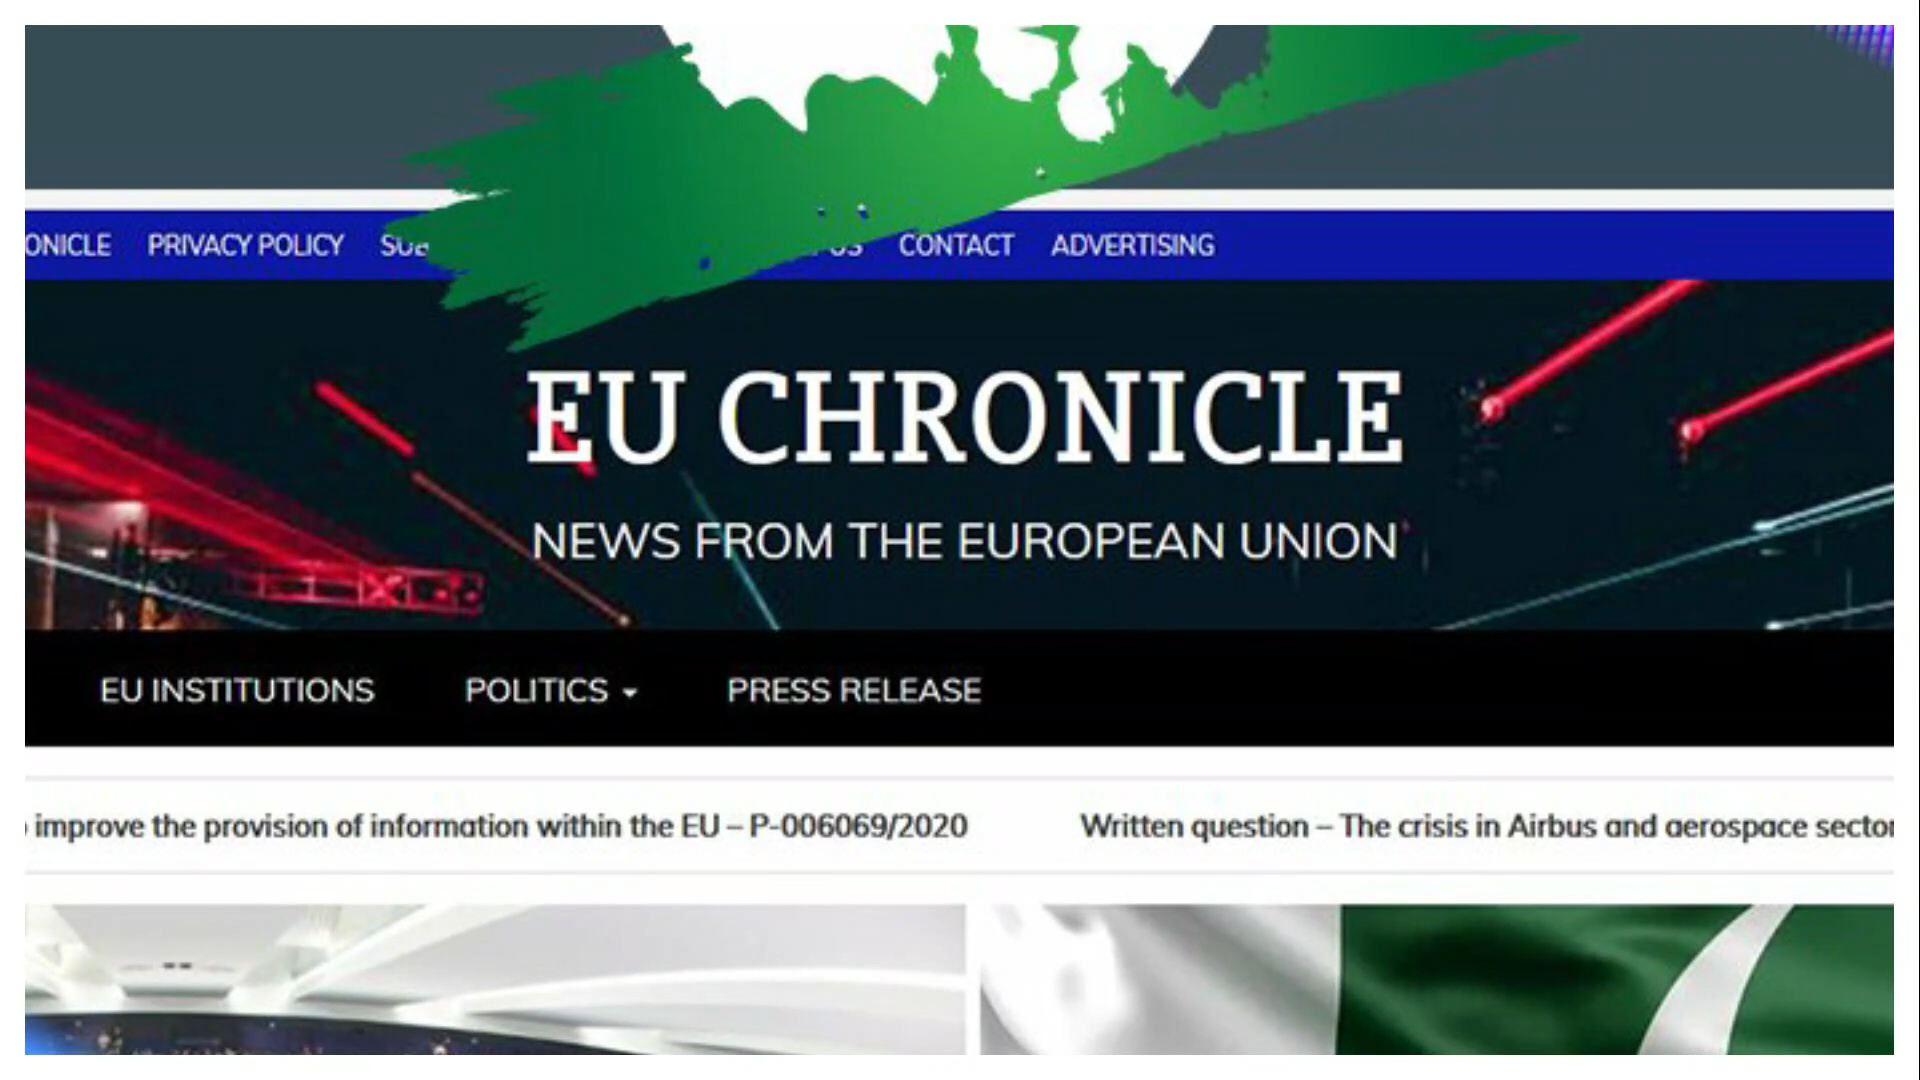 ONICLE PRIVACY POLICY CONTACT ADVERTISING
EU CHRONICLE
NEWS FROM THE EUROPEAN UNION
EU INSTITUTIONS POLITICS PRESS RELEASE
improve the provision of information within the EU – P-006069/2020 Written question – The crisis in Airbus and aerospace sector